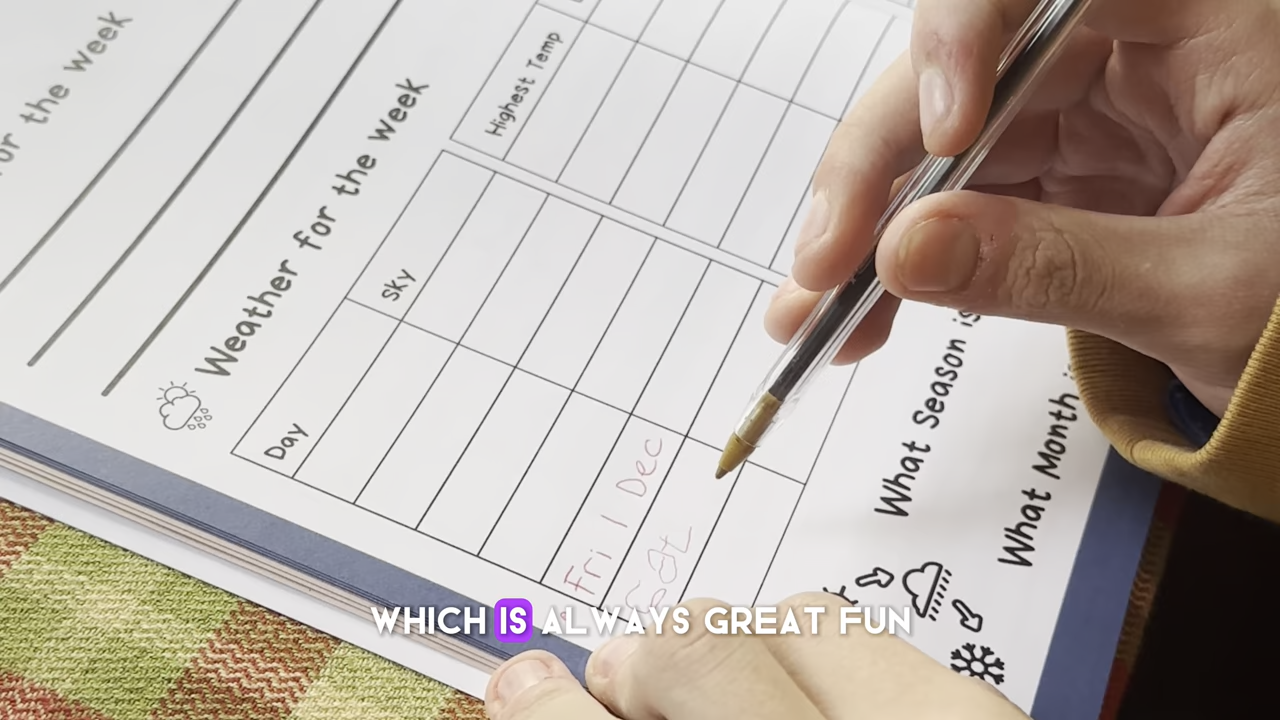 or the week
Weather for the week
Day
Sky
Highest Temp
Fri 1 Dec
Sat
What Season is
What Month
WHICH IS ALWAYS GREAT FUN